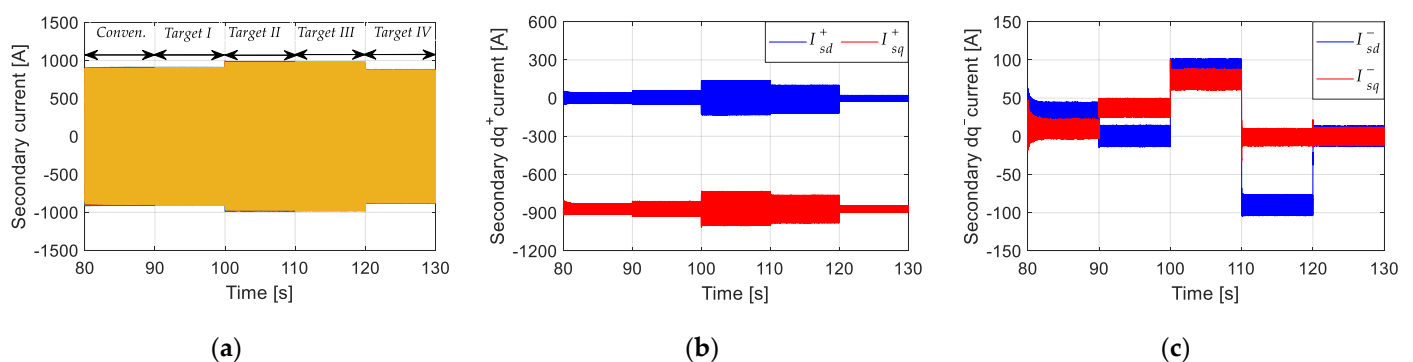 1500
1000
500
0
-500
-1000
-1500
Secondary current [A]
Conven. Target I Target II Target III Target IV
80 90 100 110 120 130
Time [s]
(a)
600
300
0
-300
-600
-900
-1200
Secondary dq⁺current [A]
I⁺sd I⁺sq
80 90 100 110 120 130
Time [s]
(b)
150
100
50
0
-50
-100
-150
Secondary dq⁻current [A]
I⁻sd
I⁻sq
80 90 100 110 120 130
Time [s]
(c)